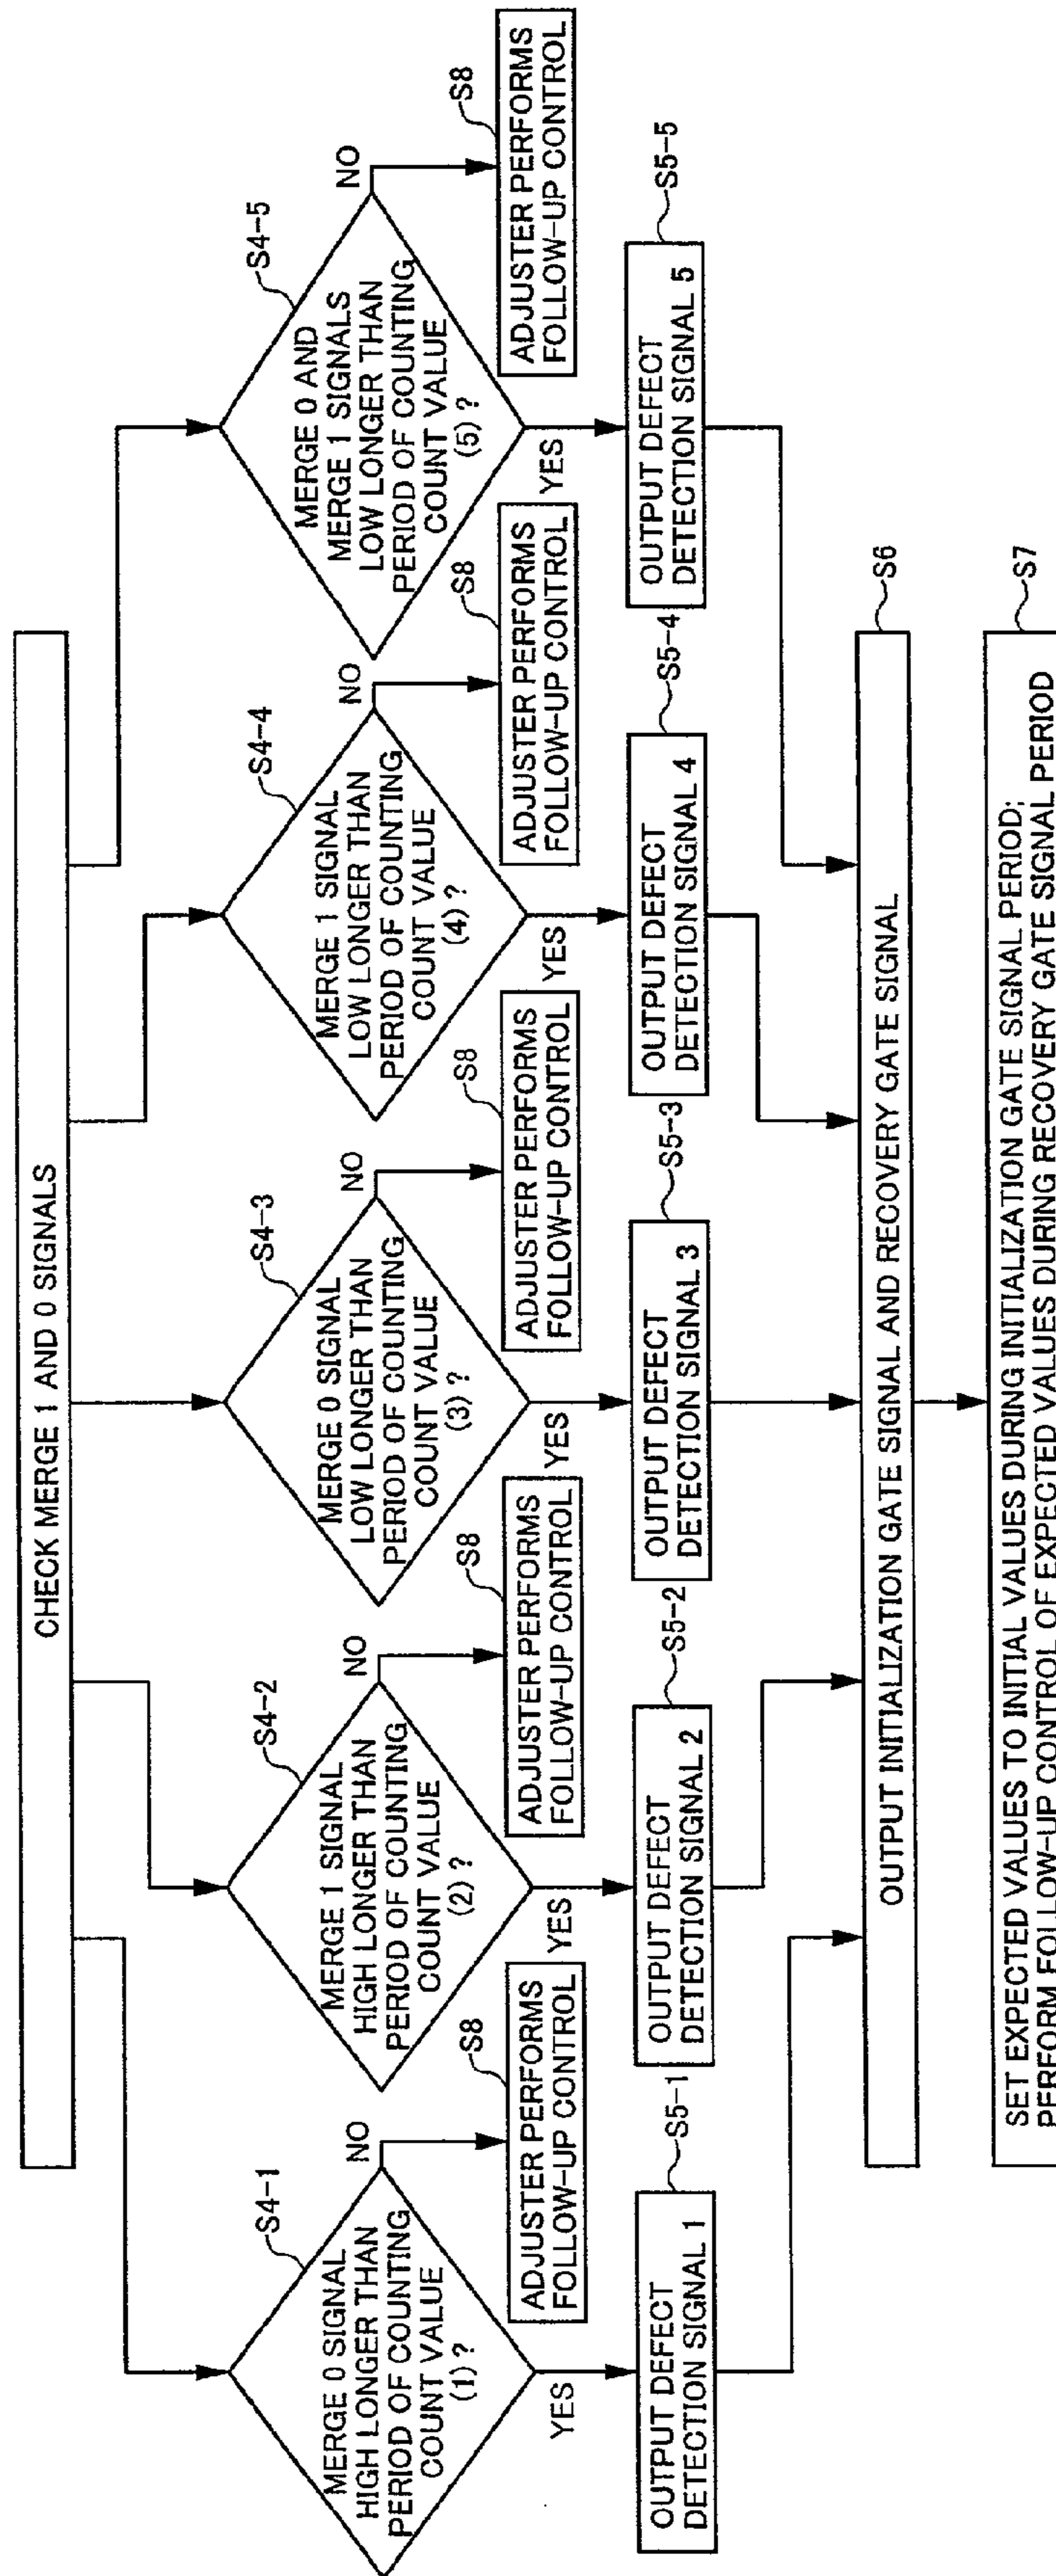 CHECK MERGE 1 AND 0 SIGNALS
S4-1
MERGE 0 SIGNAL
HIGH LONGER THAN
PERIOD OF COUNTING
COUNT VALUE
(1)?
NO
YES
S8
ADJUSTER PERFORMS
FOLLOW-UP CONTROL
S5-1
OUTPUT DEFECT
DETECTION SIGNAL 1
S4-2
MERGE 1 SIGNAL
HIGH LONGER THAN
PERIOD OF COUNTING
COUNT VALUE
(2)?
NO
YES
S8
ADJUSTER PERFORMS
FOLLOW-UP CONTROL
S5-2
OUTPUT DEFECT
DETECTION SIGNAL 2
S4-3
MERGE 0 SIGNAL
LOW LONGER THAN
PERIOD OF COUNTING
COUNT VALUE
(3)?
NO
YES
S8
ADJUSTER PERFORMS
FOLLOW-UP CONTROL
S5-3
OUTPUT DEFECT
DETECTION SIGNAL 3
S4-4
MERGE 1 SIGNAL
LOW LONGER THAN
PERIOD OF COUNTING
COUNT VALUE
(4)?
NO
YES
S8
ADJUSTER PERFORMS
FOLLOW-UP CONTROL
S5-4
OUTPUT DEFECT
DETECTION SIGNAL 4
S4-5
MERGE 0 AND
MERGE 1 SIGNALS
LOW LONGER THAN
PERIOD OF COUNTING
COUNT VALUE
(5)?
NO
YES
S8
ADJUSTER PERFORMS
FOLLOW-UP CONTROL
S5-5
OUTPUT DEFECT
DETECTION SIGNAL 5
S6
OUTPUT INITIALIZATION GATE SIGNAL AND RECOVERY GATE SIGNAL
S7
SET EXPECTED VALUES TO INITIAL VALUES DURING INITIALIZATION GATE SIGNAL PERIOD;
PERFORM FOLLOW-UP CONTROL OF EXPECTED VALUES DURING RECOVERY GATE SIGNAL PERIOD